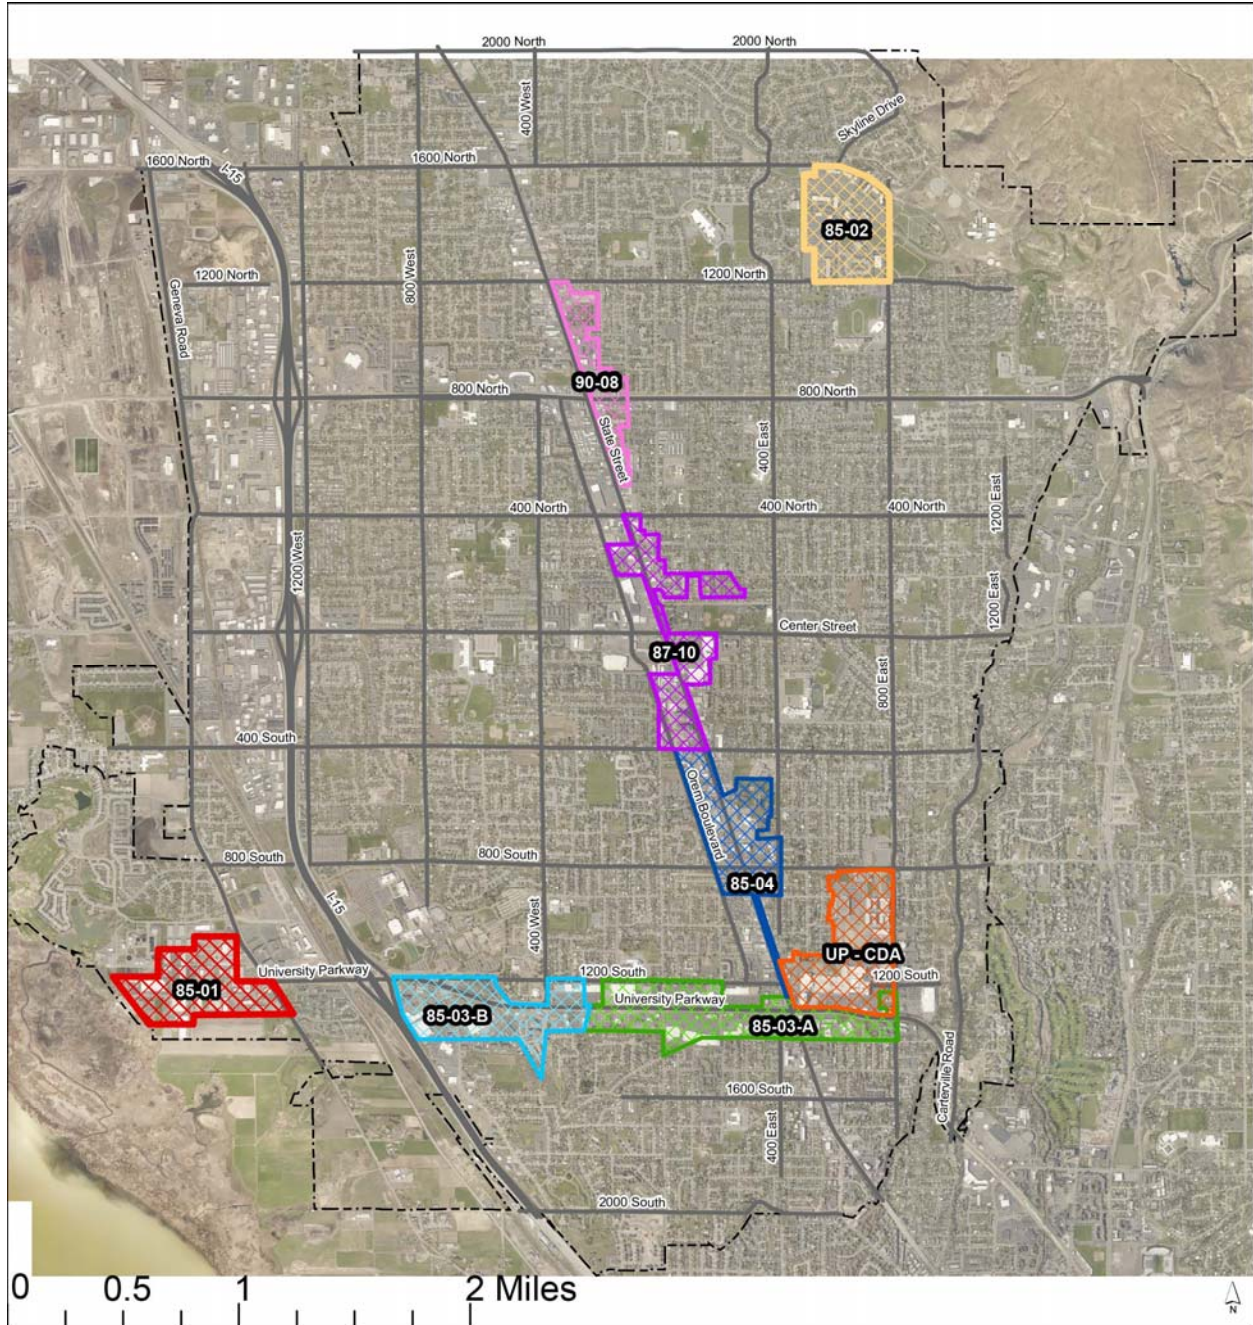 2000 North
2000 North
400 West
Skyline Drive
1600 North
1600 North
I-15
85-02
1200 North
1200 North
800 West
Geneva Road
90-08
800 North
800 North
State Street
400 East
400 North
400 North
400 North
1200 East
1200 West
1200 East
Center Street
87-10
800 East
400 South
Orem Boulevard
800 South
800 South
85-04
I-15
400 West
UP - CDA
University Parkway
1200 South
1200 South
85-01
University Parkway
85-03-B
85-03-A
Carterville Road
1600 South
400 East
2000 South
0 0.5 1 2 Miles
N